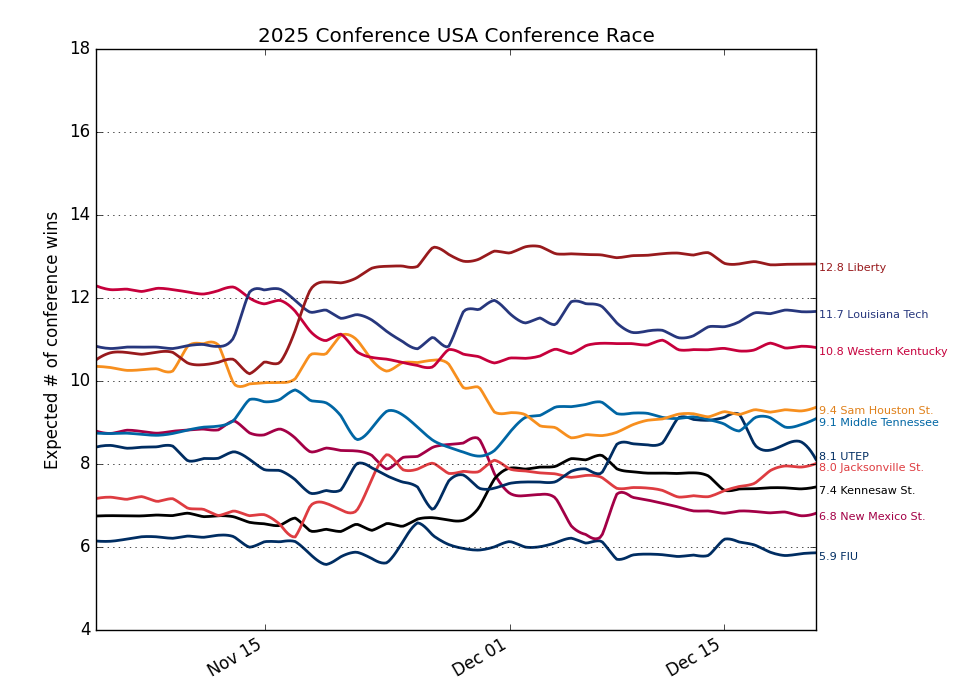 2025 Conference USA Conference Race
Expected # of conference wins
18
16
14
12
10
8
6
4
Nov 15
Dec 01
Dec 15
12.8 Liberty
11.7 Louisiana Tech
10.8 Western Kentucky
9.4 Sam Houston St.
9.1 Middle Tennessee
8.1 UTEP
8.0 Jacksonville St.
7.4 Kennesaw St.
6.8 New Mexico St.
5.9 FIU